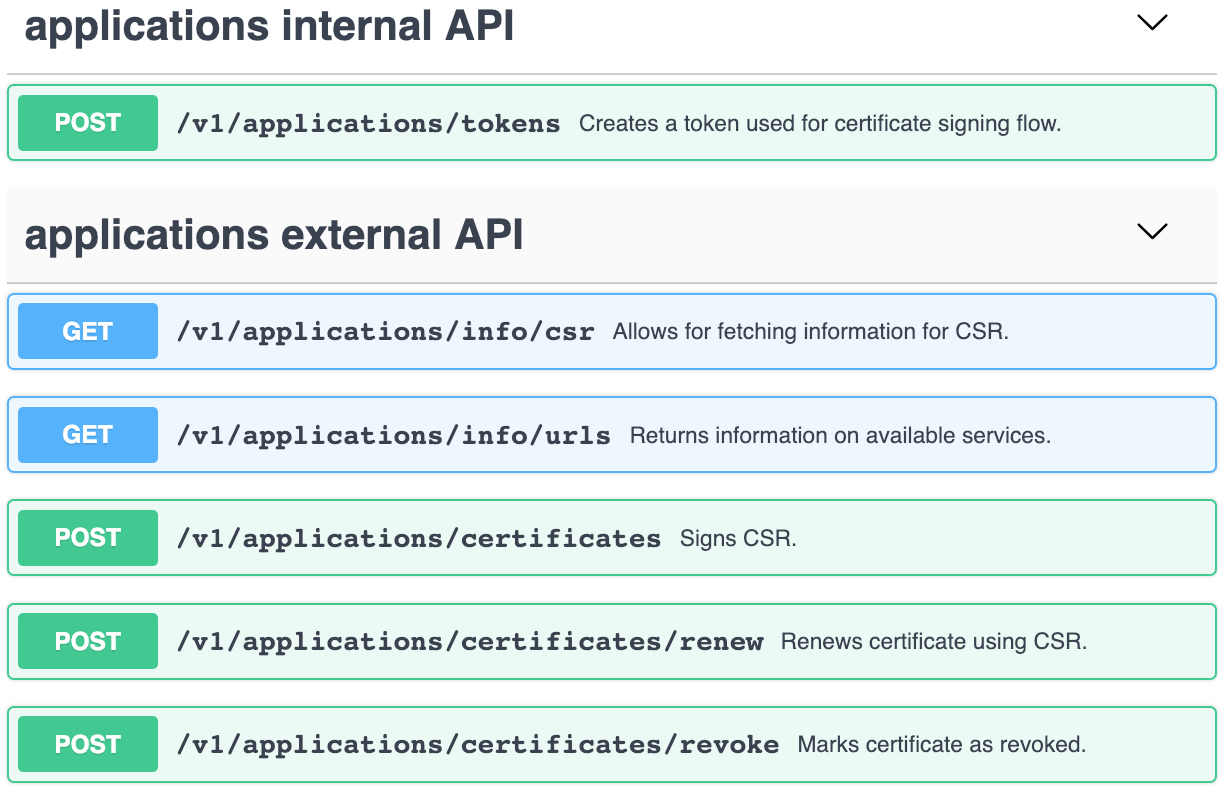 applications internal API
POST /v1/applications/tokens Creates a token used for certificate signing flow.
applications external API
GET /v1/applications/info/csr Allows for fetching information for CSR.
GET /v1/applications/info/urls Returns information on available services.
POST /v1/applications/certificates Signs CSR.
POST /v1/applications/certificates/renew Renews certificate using CSR.
POST /v1/applications/certificates/revoke Marks certificate as revoked.